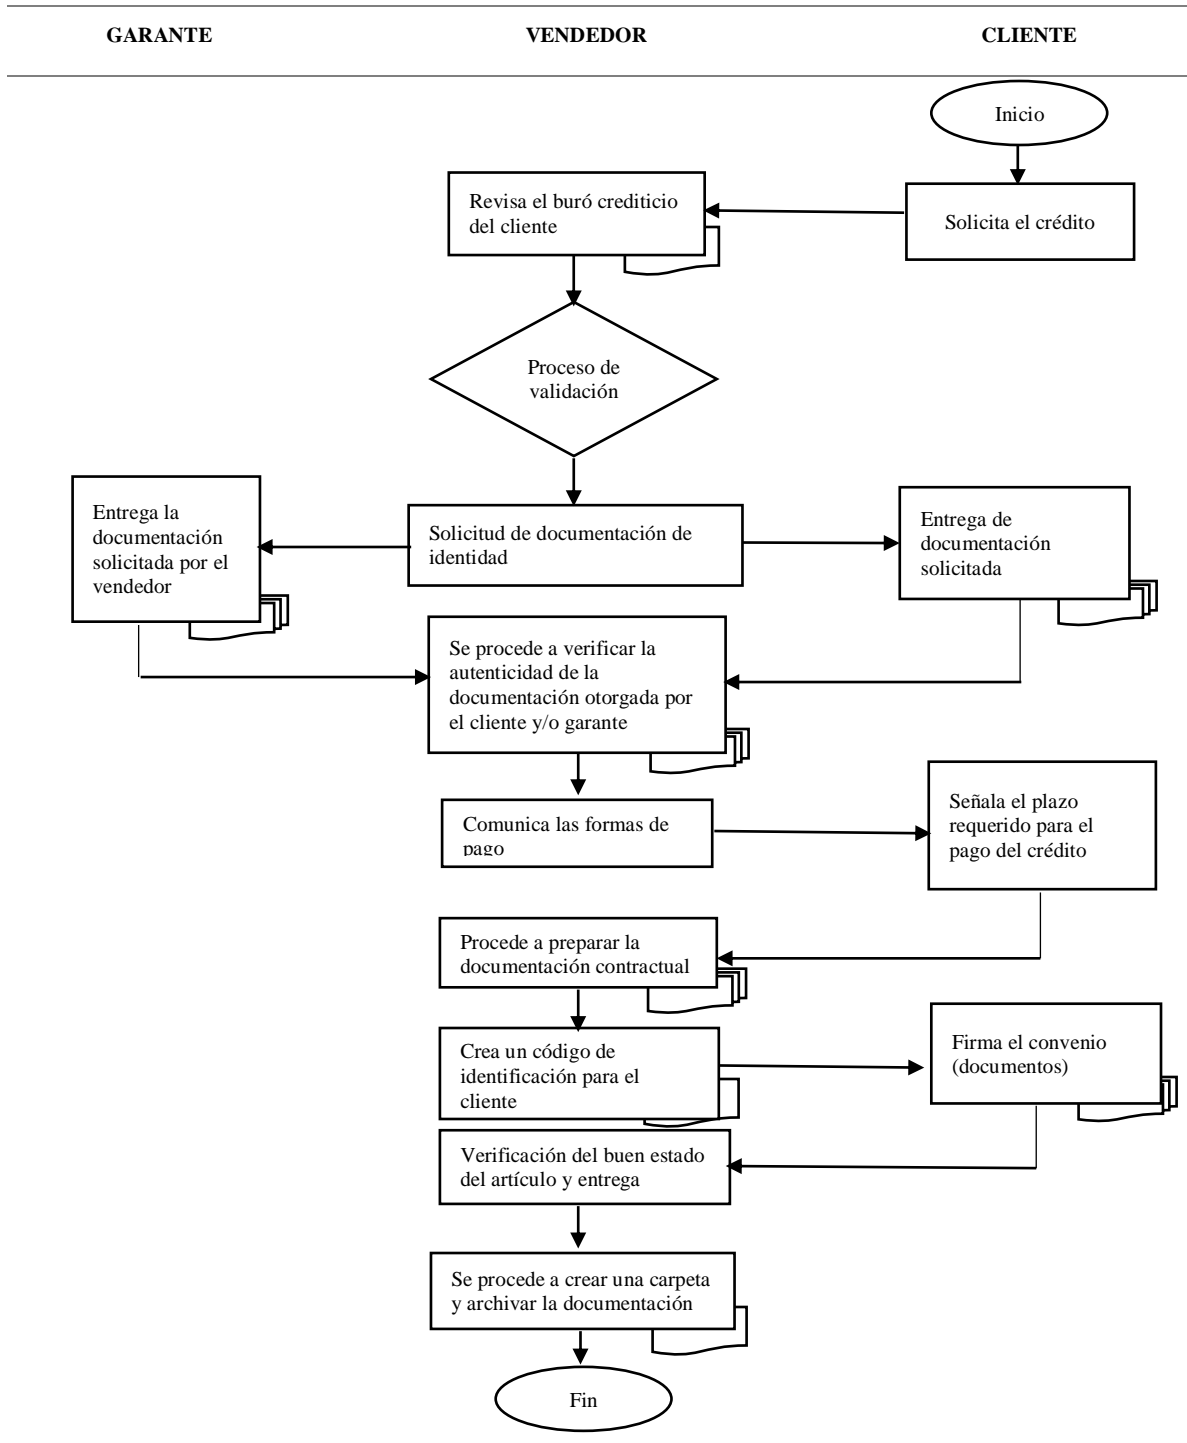 GARANTE VENDEDOR CLIENTE
Inicio
Revisa el buró crediticio
del cliente
Solicita el crédito
Proceso de
validación
Entrega la
documentación
solicitada por el
vendedor
Solicitud de documentación de
identidad
Entrega de
documentación
solicitada
Se procede a verificar la
autenticidad de la
documentación otorgada por
el cliente y/o garante
Comunica las formas de
pago
Señala el plazo
requerido para el
pago del crédito
Procede a preparar la
documentación contractual
Crea un código de
identificación para el
cliente
Firma el convenio
(documentos)
Verificación del buen estado
del artículo y entrega
Se procede a crear una carpeta
y archivar la documentación
Fin